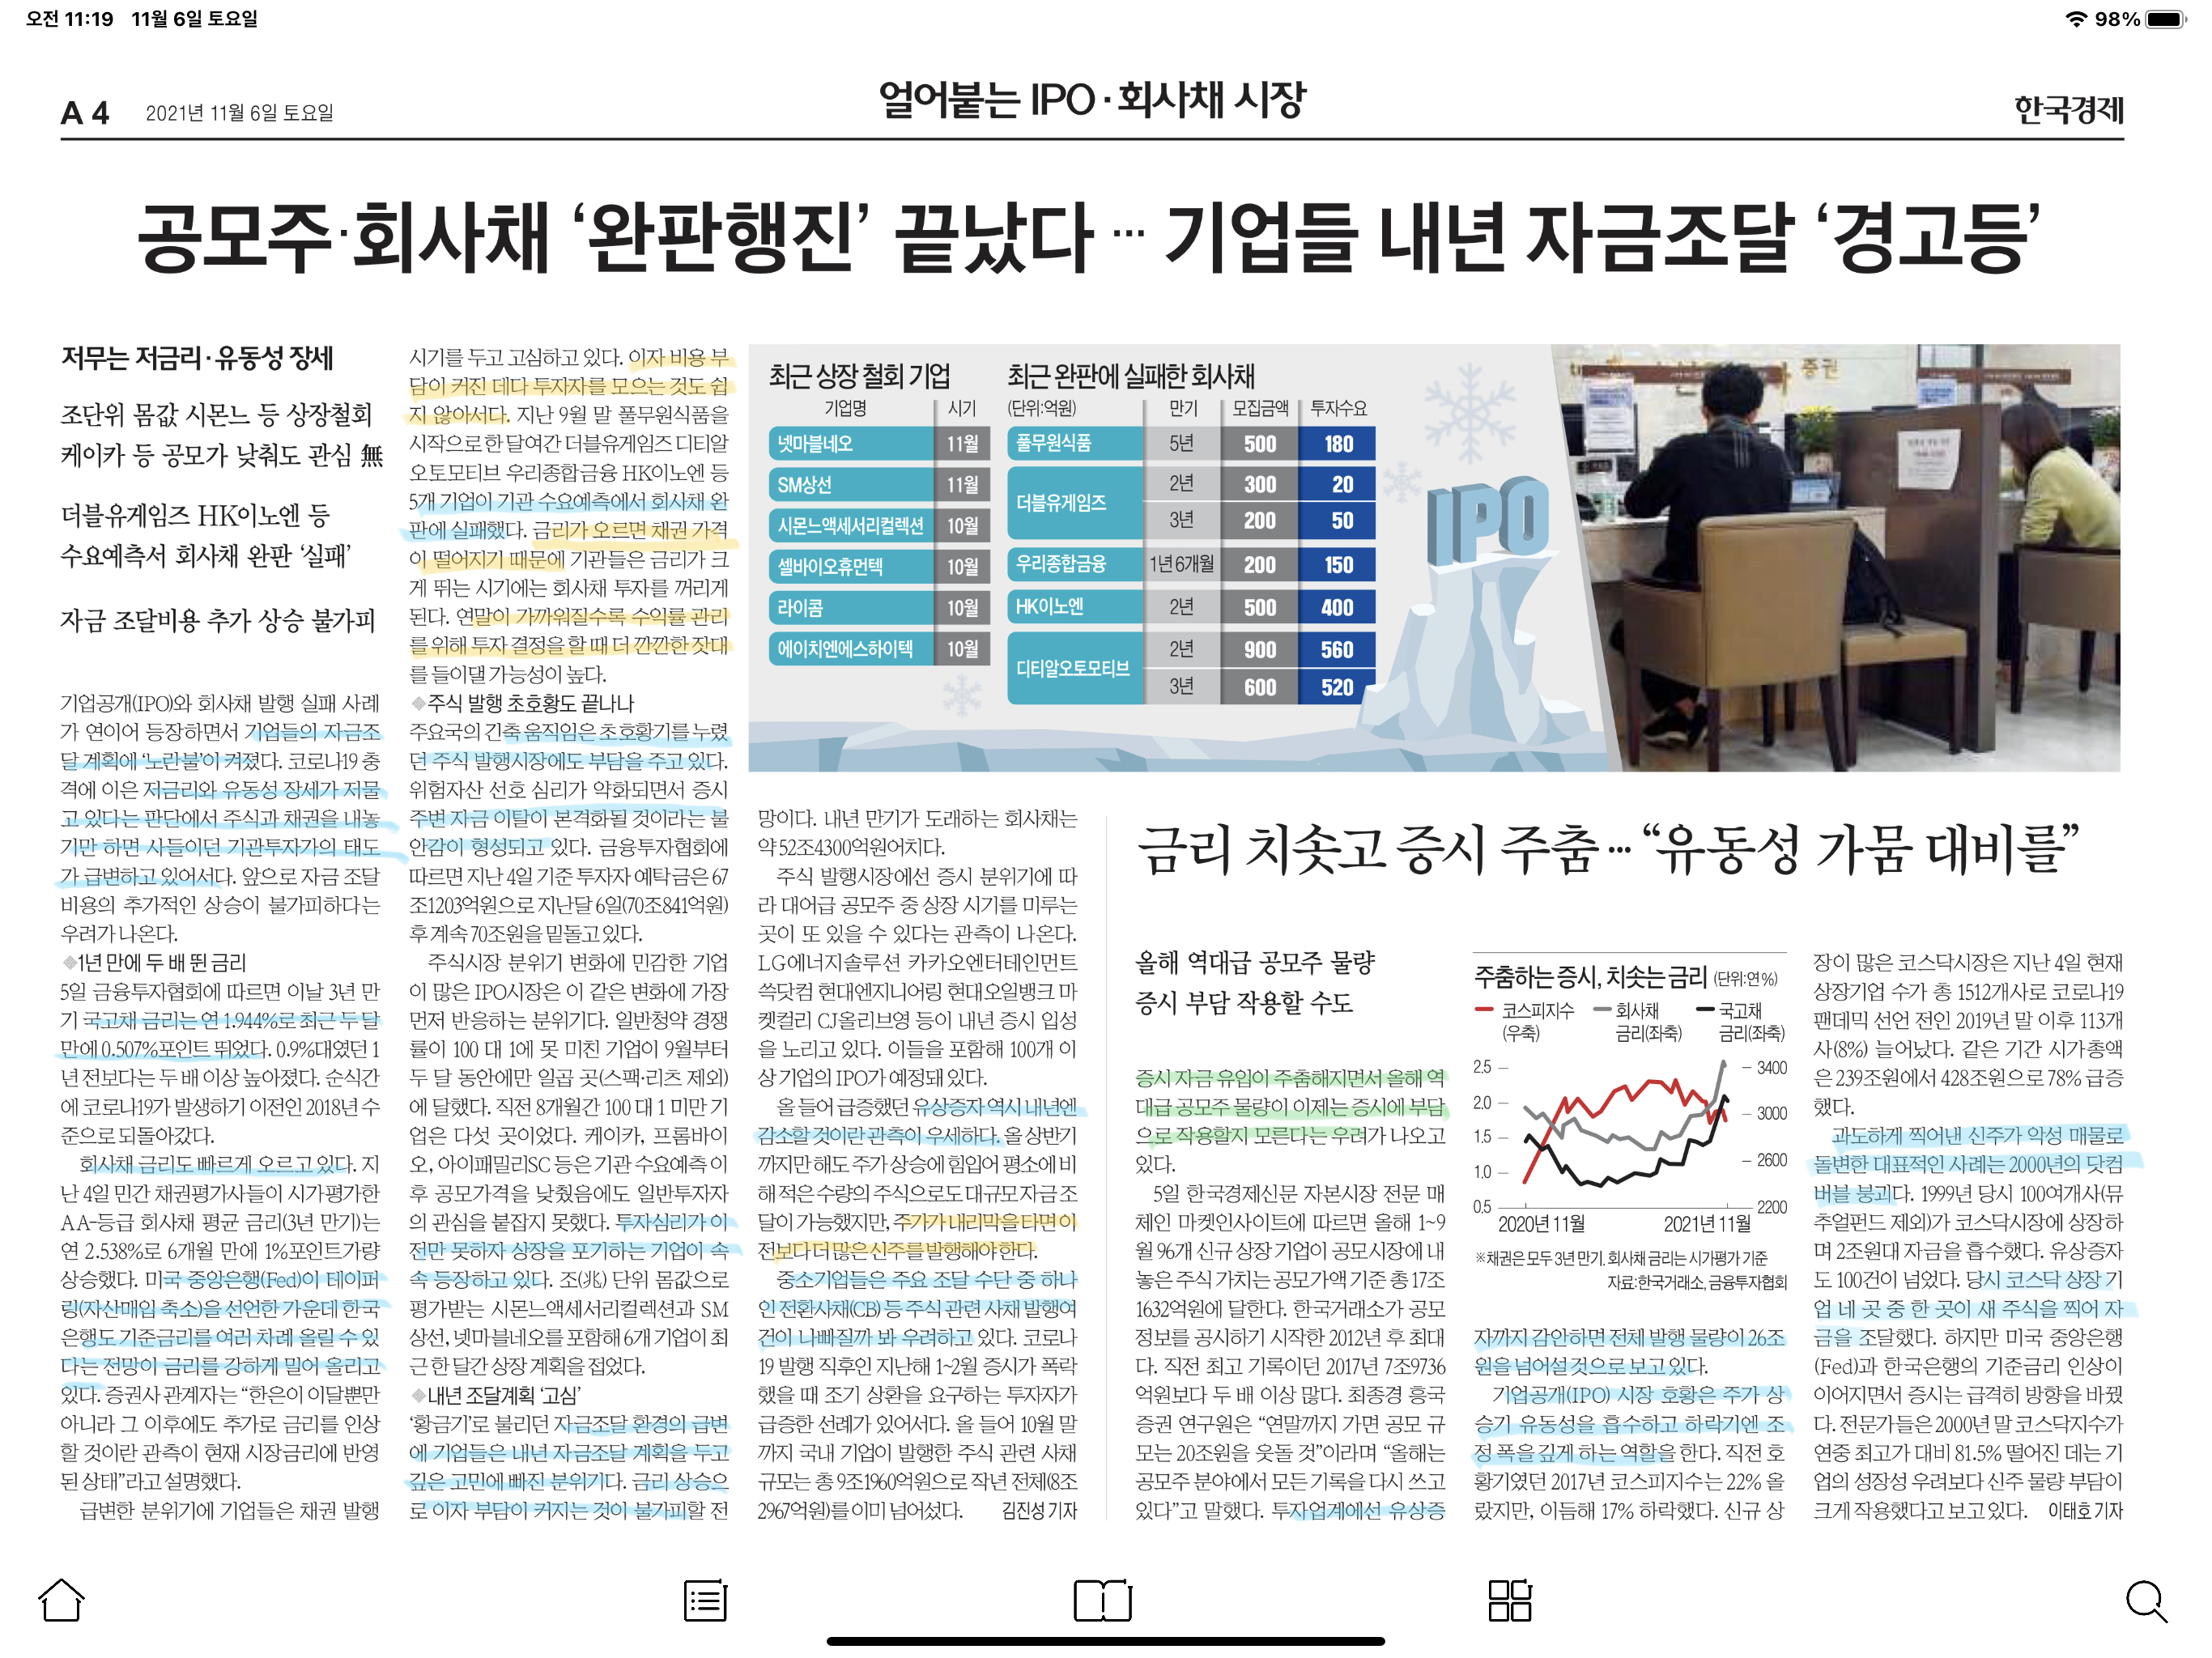 오전 11:19 11월 6일 토요일
98%
A 4 2021년 11월 6일 토요일
얼어붙는 IPO·회사채 시장
한국경제
공모주·회사채 ‘완판행진’ 끝났다 … 기업들 내년 자금조달 ‘경고등’
저무는 저금리·유동성 장세
조단위 몸값 시몬느 등 상장철회
케이카 등 공모가 낮춰도 관심 無
더블유게임즈 HK이노엔 등
수요예측서 회사채 완판 ‘실패’
자금 조달비용 추가 상승 불가피
기업공개(IPO)와 회사채 발행 실패 사례
가 연이어 등장하면서 기업들의 자금조
달 계획에 ‘노란불’이 켜졌다. 코로나19 충
격에 이은 저금리와 유동성 장세가 저물
고 있다는 판단에서 주식과 채권을 내놓
기만 하면 사들이던 기관투자가의 태도
가 급변하고 있어서다. 앞으로 자금 조달
비용의 추가적인 상승이 불가피하다는
우려가 나온다.
◆1년 만에 두 배 뛴 금리
5일 금융투자협회에 따르면 이날 3년 만
기 국고채 금리는 연 1.944%로 최근 두 달
만에 0.507%포인트 뛰었다. 0.9%대였던 1
년 전보다는 두 배 이상 높아졌다. 순식간
에 코로나19가 발생하기 이전인 2018년 수
준으로 되돌아갔다.
회사채 금리도 빠르게 오르고 있다. 지
난 4일 민간 채권평가사들이 시가평가한
AA-등급 회사채 평균 금리(3년 만기)는
연 2.538%로 6개월 만에 1%포인트가량
상승했다. 미국 중앙은행(Fed)이 테이퍼
링(자산매입 축소)을 선언한 가운데 한국
은행도 기준금리를 여러 차례 올릴 수 있
다는 전망이 금리를 강하게 밀어 올리고
있다. 증권사 관계자는 “한은이 이달뿐만
아니라 그 이후에도 추가로 금리를 인상
할 것이란 관측이 현재 시장금리에 반영
된 상태”라고 설명했다.
급변한 분위기에 기업들은 채권 발행
시기를 두고 고심하고 있다. 이자 비용 부
담이 커진 데다 투자자를 모으는 것도 쉽
지 않아서다. 지난 9월 말 풀무원식품을
시작으로 한 달여간 더블유게임즈 디티알
오토모티브 우리종합금융 HK이노엔 등
5개 기업이 기관 수요예측에서 회사채 완
판에 실패했다. 금리가 오르면 채권 가격
이 떨어지기 때문에 기관들은 금리가 크
게 뛰는 시기에는 회사채 투자를 꺼리게
된다. 연말이 가까워질수록 수익률 관리
를 위해 투자 결정을 할 때 더 깐깐한 잣대
를 들이댈 가능성이 높다.
◆주식 발행 초호황도 끝나나
주요국의 긴축 움직임은 초호황기를 누렸
던 주식 발행시장에도 부담을 주고 있다.
위험자산 선호 심리가 약화되면서 증시
주변 자금 이탈이 본격화될 것이라는 불
안감이 형성되고 있다. 금융투자협회에
따르면 지난 4일 기준 투자자 예탁금은 67
조1203억원으로 지난달 6일(70조841억원)
후 계속 70조원을 밑돌고 있다.
주식시장 분위기 변화에 민감한 기업
이 많은 IPO시장은 이 같은 변화에 가장
먼저 반응하는 분위기다. 일반청약 경쟁
률이 100 대 1에 못 미친 기업이 9월부터
두 달 동안에만 일곱 곳(스팩·리츠 제외)
에 달했다. 직전 8개월간 100 대 1 미만 기
업은 다섯 곳이었다. 케이카, 프롬바이
오, 아이패밀리SC 등은 기관 수요예측 이
후 공모가격을 낮췄음에도 일반투자자
의 관심을 붙잡지 못했다. 투자심리가 이
전만 못하자 상장을 포기하는 기업이 속
속 등장하고 있다. 조(兆) 단위 몸값으로
평가받는 시몬느액세서리컬렉션과 SM
상선, 넷마블네오를 포함해 6개 기업이 최
근 한 달간 상장 계획을 접었다.
◆내년 조달계획 ‘고심’
‘황금기’로 불리던 자금조달 환경의 급변
에 기업들은 내년 자금조달 계획을 두고
깊은 고민에 빠진 분위기다. 금리 상승으
로 이자 부담이 커지는 것이 불가피할 전
최근 상장 철회 기업
기업명 시기
넷마블네오 11월
SM상선 11월
시몬느액세서리컬렉션 10월
셀바이오휴먼텍 10월
라이콤 10월
에이치엔에스하이텍 10월
최근 완판에 실패한 회사채
(단위:억원) 만기 모집금액 투자수요
풀무원식품 5년 500 180
더블유게임즈 2년 300 20
3년 200 50
우리종합금융 1년 6개월 200 150
HK이노엔 2년 500 400
디티알오토모티브 2년 900 560
3년 600 520
IPO
증권
망이다. 내년 만기가 도래하는 회사채는
약 52조4300억원어치다.
주식 발행시장에선 증시 분위기에 따
라 대어급 공모주 중 상장 시기를 미루는
곳이 또 있을 수 있다는 관측이 나온다.
LG에너지솔루션 카카오엔터테인먼트
쓱닷컴 현대엔지니어링 현대오일뱅크 마
켓컬리 CJ올리브영 등이 내년 증시 입성
을 노리고 있다. 이들을 포함해 100개 이
상 기업의 IPO가 예정돼 있다.
올 들어 급증했던 유상증자 역시 내년엔
감소할 것이란 관측이 우세하다. 올 상반기
까지만 해도 주가 상승에 힘입어 평소에 비
해 적은 수량의 주식으로도 대규모 자금 조
달이 가능했지만, 주가가 내리막을 타면 이
전보다 더 많은 신주를 발행해야 한다.
중소기업들은 주요 조달 수단 중 하나
인 전환사채(CB) 등 주식 관련 사채 발행여
건이 나빠질까 봐 우려하고 있다. 코로나
19 발행 직후인 지난해 1~2월 증시가 폭락
했을 때 조기 상환을 요구하는 투자자가
급증한 선례가 있어서다. 올 들어 10월 말
까지 국내 기업이 발행한 주식 관련 사채
규모는 총 9조1960억원으로 작년 전체(8조
2967억원)를 이미 넘어섰다. 김진성 기자
금리 치솟고 증시 주춤 … “유동성 가뭄 대비를”
올해 역대급 공모주 물량
증시 부담 작용할 수도
증시 자금 유입이 주춤해지면서 올해 역
대급 공모주 물량이 이제는 증시에 부담
으로 작용할지 모른다는 우려가 나오고
있다.
5일 한국경제신문 자본시장 전문 매
체인 마켓인사이트에 따르면 올해 1~9
월 96개 신규 상장 기업이 공모시장에 내
놓은 주식 가치는 공모가액 기준 총 17조
1632억원에 달한다. 한국거래소가 공모
정보를 공시하기 시작한 2012년 후 최대
다. 직전 최고 기록이던 2017년 7조9736
억원보다 두 배 이상 많다. 최종경 흥국
증권 연구원은 “연말까지 가면 공모 규
모는 20조원을 웃돌 것”이라며 “올해는
공모주 분야에서 모든 기록을 다시 쓰고
있다”고 말했다. 투자업계에선 유상증
주춤하는 증시, 치솟는 금리 (단위:연 %)
코스피지수 (우축)
회사채 금리(좌축)
국고채 금리(좌축)
2.5 3400
2.0 3000
1.5
1.0 2600
0.5 2200
2020년 11월 2021년 11월
※채권은 모두 3년 만기. 회사채 금리는 시가평가 기준
자료:한국거래소, 금융투자협회
자까지 감안하면 전체 발행 물량이 26조
원을 넘어설 것으로 보고 있다.
기업공개(IPO) 시장 호황은 주가 상
승기 유동성을 흡수하고 하락기엔 조
정 폭을 깊게 하는 역할을 한다. 직전 호
황기였던 2017년 코스피지수는 22% 올
랐지만, 이듬해 17% 하락했다. 신규 상
장이 많은 코스닥시장은 지난 4일 현재
상장기업 수가 총 1512개사로 코로나19
팬데믹 선언 전인 2019년 말 이후 113개
사(8%) 늘어났다. 같은 기간 시가총액
은 239조원에서 428조원으로 78% 급증
했다.
과도하게 찍어낸 신주가 악성 매물로
돌변한 대표적인 사례는 2000년의 닷컴
버블 붕괴다. 1999년 당시 100여개사(뮤
추얼펀드 제외)가 코스닥시장에 상장하
며 2조원대 자금을 흡수했다. 유상증자
도 100건이 넘었다. 당시 코스닥 상장 기
업 네 곳 중 한 곳이 새 주식을 찍어 자
금을 조달했다. 하지만 미국 중앙은행
(Fed)과 한국은행의 기준금리 인상이
이어지면서 증시는 급격히 방향을 바꿨
다. 전문가들은 2000년 말 코스닥지수가
연중 최고가 대비 81.5% 떨어진 데는 기
업의 성장성 우려보다 신주 물량 부담이
크게 작용했다고 보고 있다. 이태호 기자